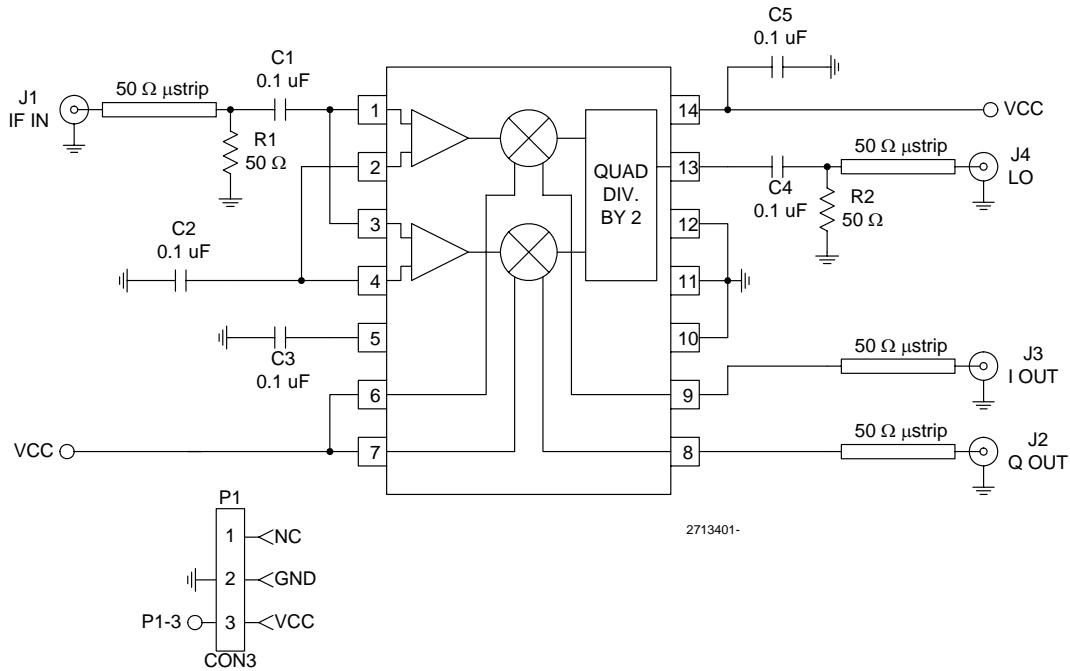 C5
0.1 uF
C1
0.1 uF
J1
IF IN
50 Ω μstrip
R1
50 Ω
1
14
VCC
2
QUAD
DIV.
BY 2
13
50 Ω μstrip
J4
LO
C4
0.1 uF
R2
50 Ω
3
12
C2
0.1 uF
4
11
5
10
C3
0.1 uF
50 Ω μstrip
J3
I OUT
6
9
50 Ω μstrip
J2
Q OUT
VCC
7
8
P1
2713401-
1
NC
2
GND
P1-3
3
VCC
CON3